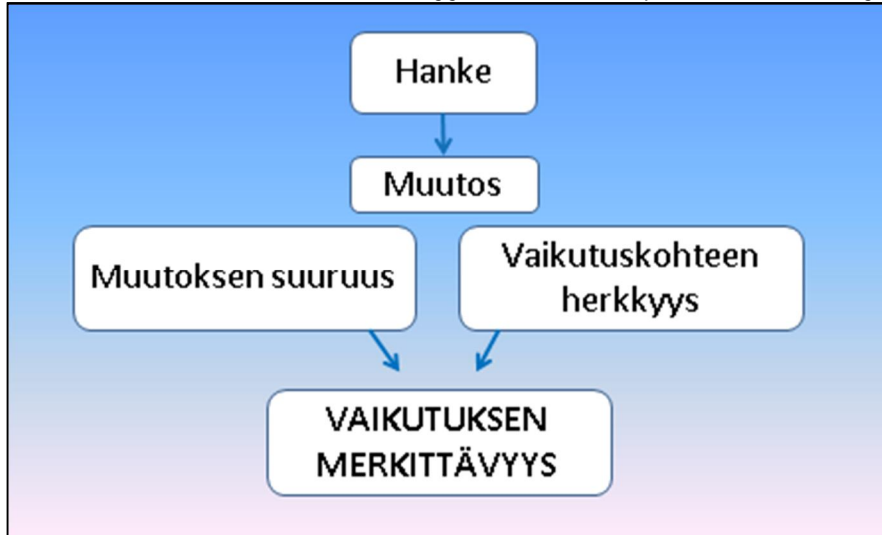 Hanke
Muutos
Muutoksen suuruus
Vaikutuskohteen
herkkyys
VAIKUTUKSEN
MERKITTÄVYYS